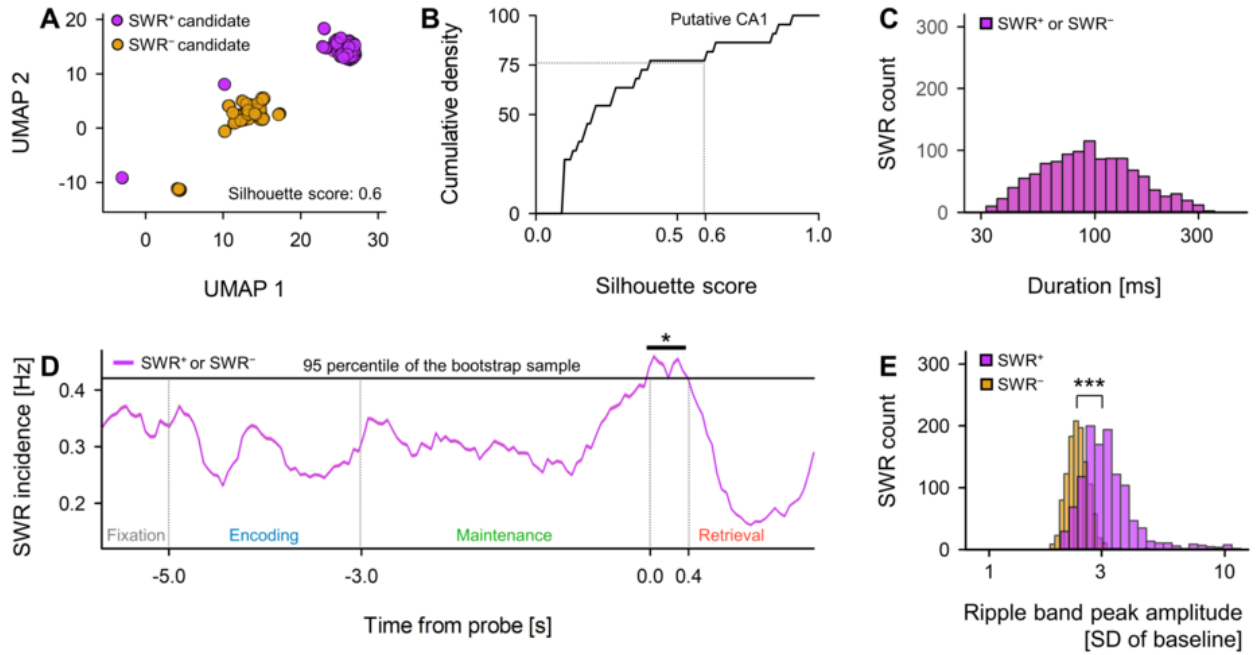 A
SWR⁺ candidate
SWR⁻ candidate
20
10
0
-10
UMAP 2
Silhouette score: 0.6
0
10
20
30
UMAP 1
B
Putative CA1
100
75
50
0
Cumulative density
0.0
0.5
0.6
1.0
Silhouette score
C
SWR⁺ or SWR⁻
300
200
100
0
SWR count
30
100
300
Duration [ms]
D
SWR⁺ or SWR⁻
95 percentile of the bootstrap sample
*
0.4
0.3
0.2
SWR incidence [Hz]
Fixation
Encoding
Maintenance
Retrieval
-5.0
-3.0
0.0
0.4
Time from probe [s]
E
SWR⁺
SWR⁻
***
300
200
100
0
SWR count
1
3
10
Ripple band peak amplitude
[SD of baseline]